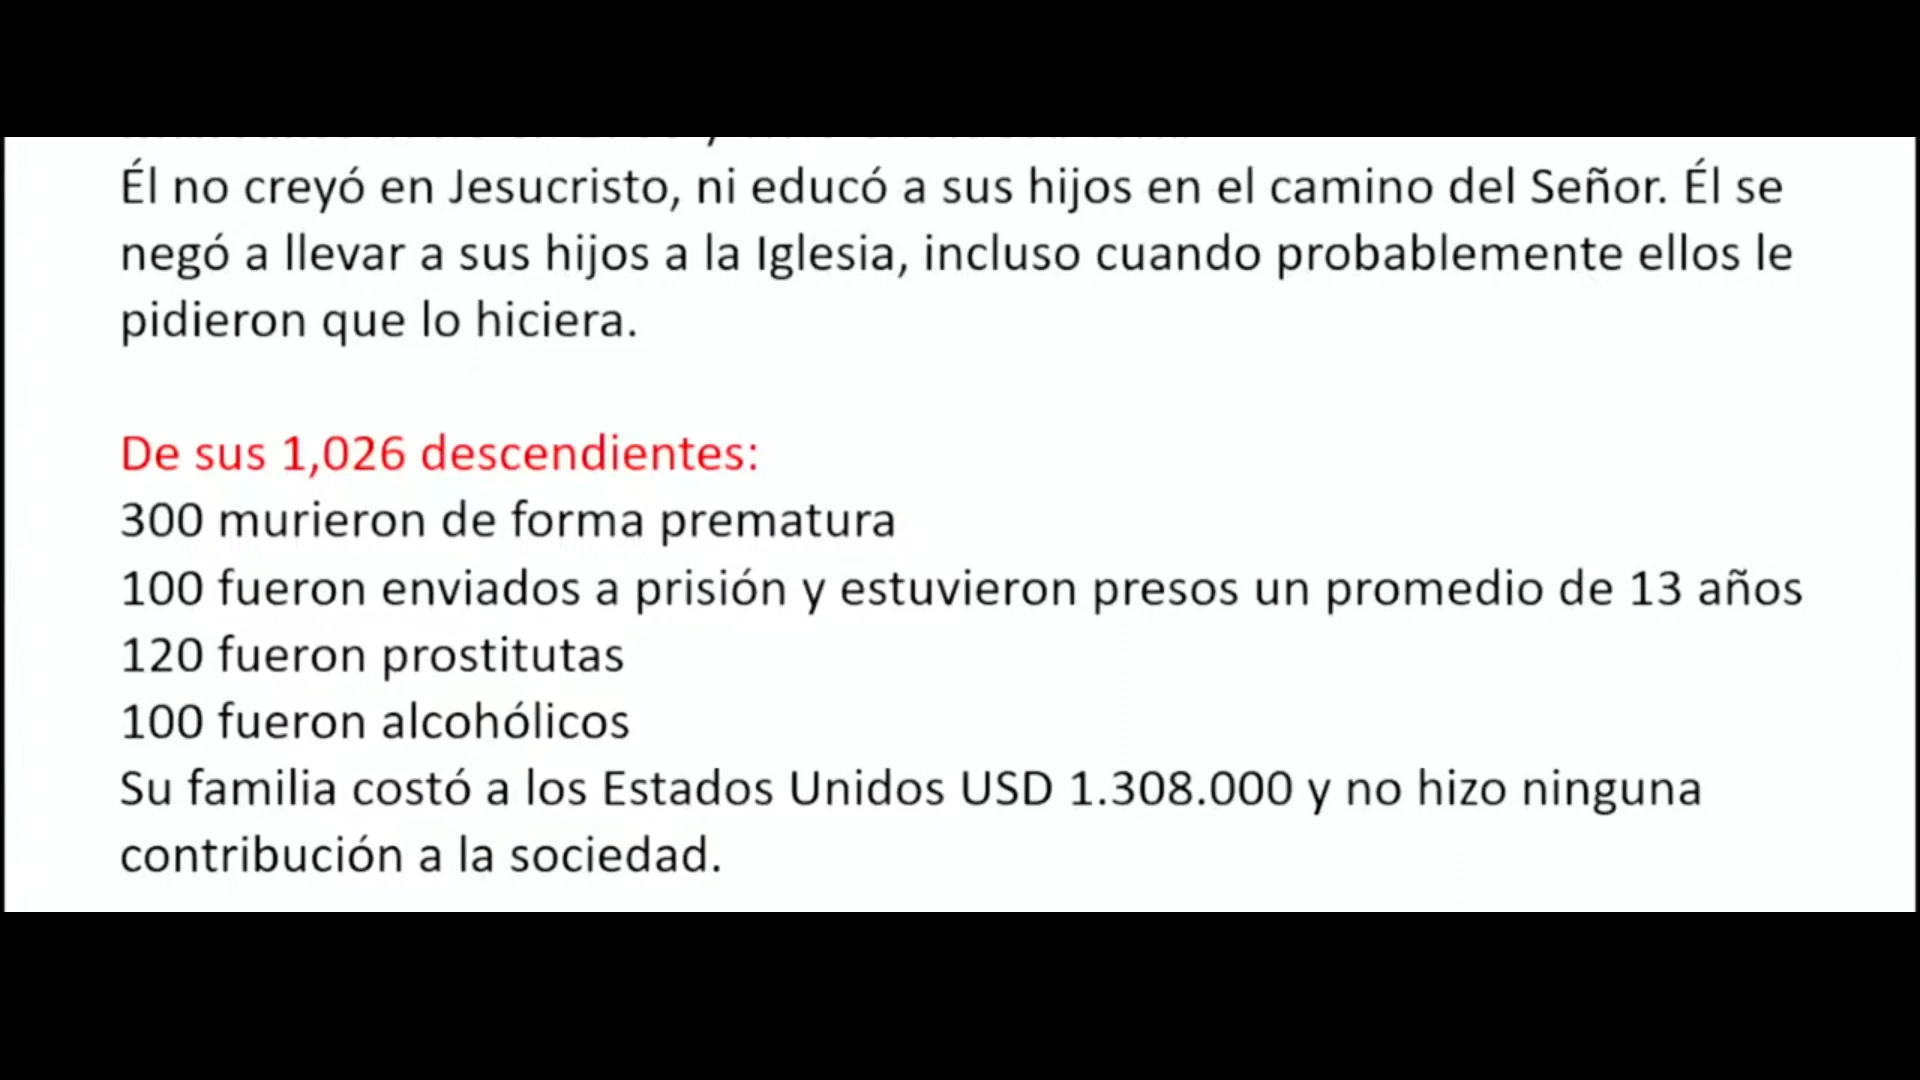 Él no creyó en Jesucristo, ni educó a sus hijos en el camino del Señor. Él se
negó a llevar a sus hijos a la Iglesia, incluso cuando probablemente ellos le
pidieron que lo hiciera.
De sus 1,026 descendientes:
300 murieron de forma prematura
100 fueron enviados a prisión y estuvieron presos un promedio de 13 años
120 fueron prostitutas
100 fueron alcohólicos
Su familia costó a los Estados Unidos USD 1.308.000 y no hizo ninguna
contribución a la sociedad.